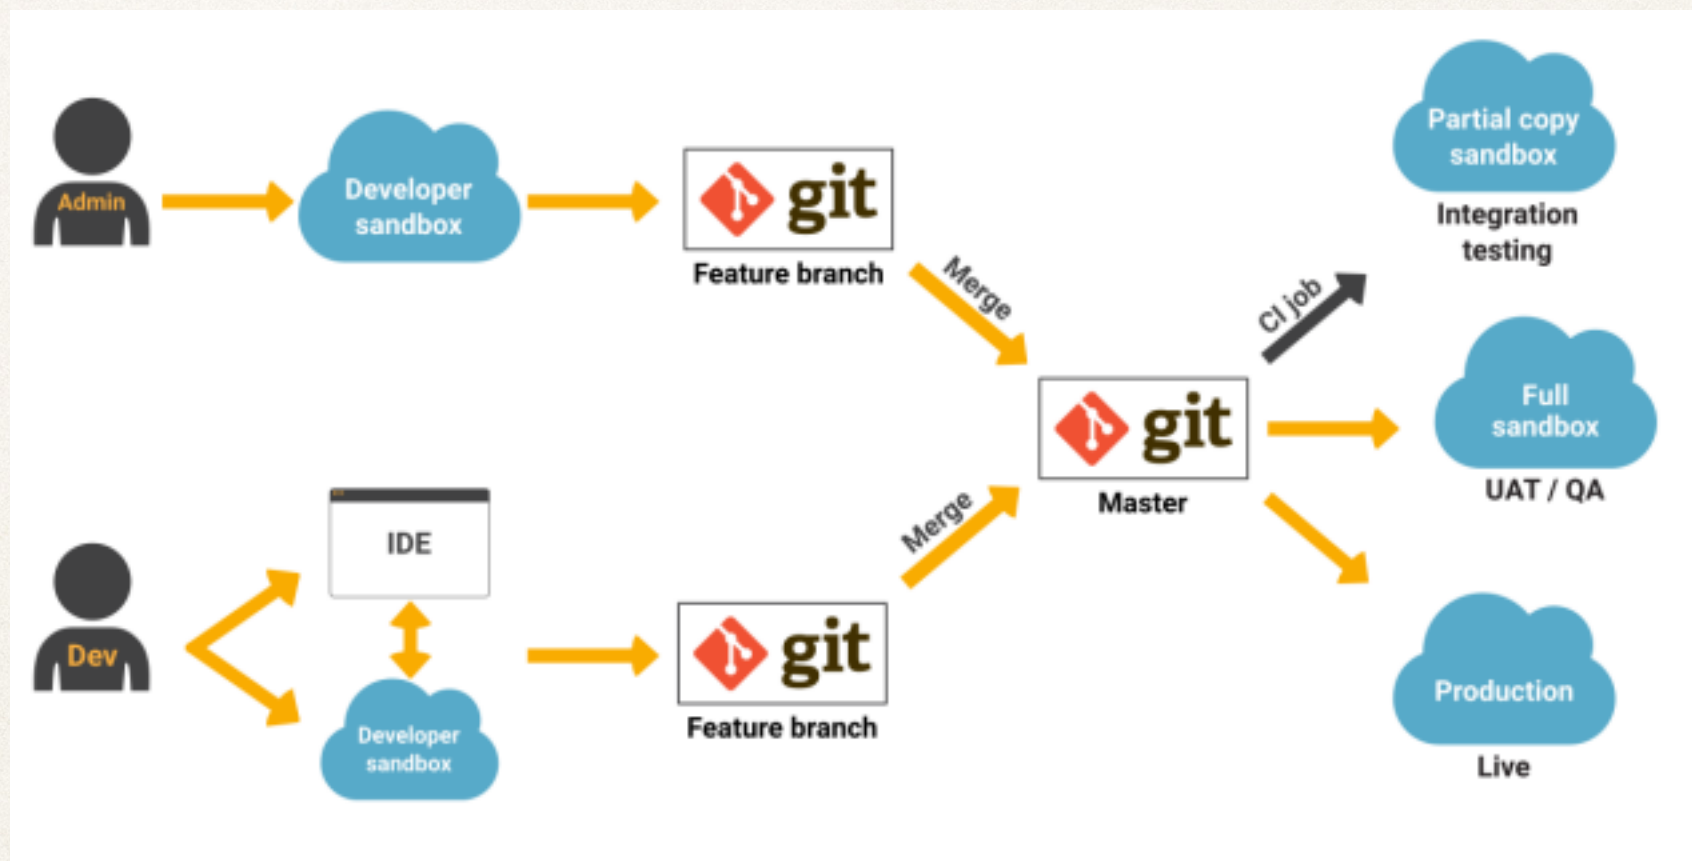 Admin
Developer
sandbox
git
Feature branch
Merge
Dev
IDE
Developer
sandbox
git
Feature branch
Merge
git
Master
CI job
Partial copy
sandbox
Integration
testing
Full
sandbox
UAT / QA
Production
Live